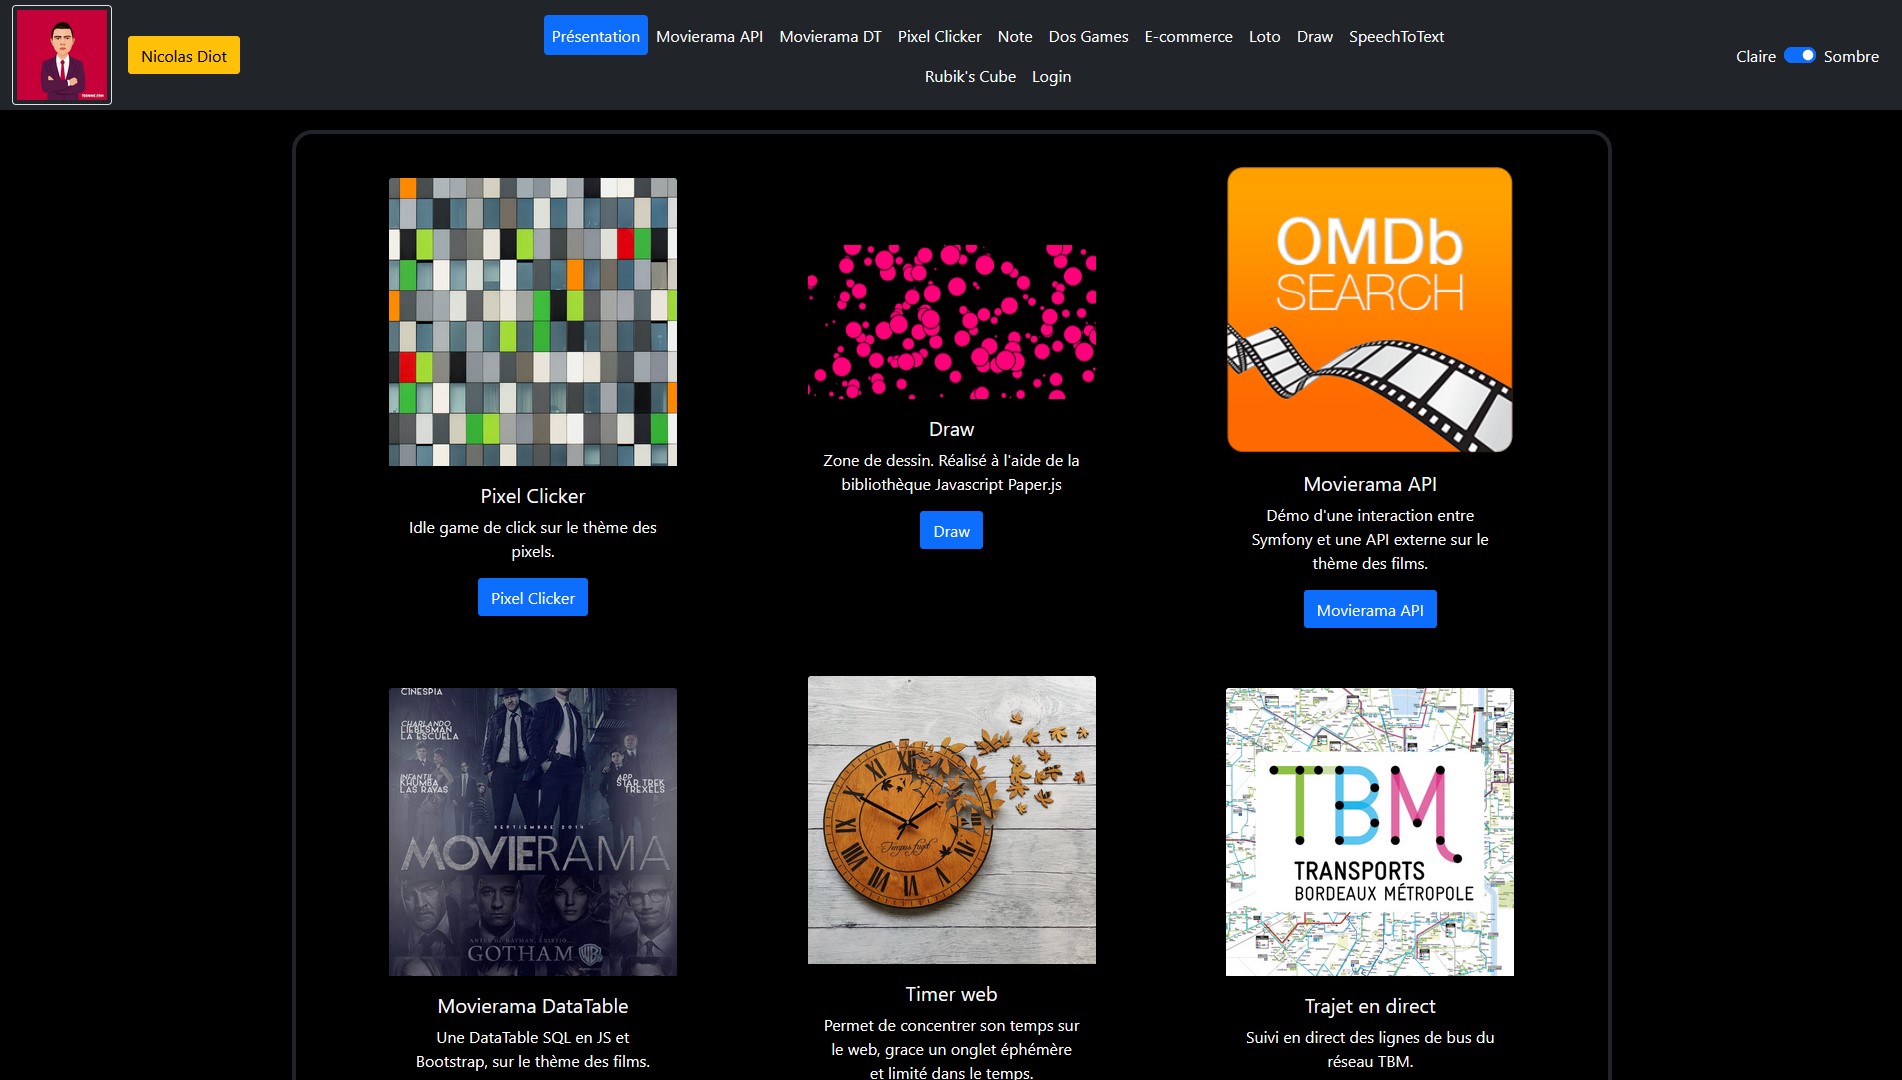 Nicolas Diot
Présentation Movierama API Movierama DT Pixel Clicker Note Dos Games E-commerce Loto Draw SpeechToText
Rubik's Cube Login
Claire Sombre
Pixel Clicker
Idle game de click sur le thème des
pixels.
Pixel Clicker
Draw
Zone de dessin. Réalisé à l'aide de la
bibliothèque Javascript Paper.js
Draw
OMDb
SEARCH
Movierama API
Démo d'une interaction entre
Symfony et une API externe sur le
thème des films.
Movierama API
CINESPIA
CHARLANDO
LIEBESMAN
LA ESCUELA
INFANTIL
KHUMBA
LAS RAVAS
APP
STAR TREK
TREXELS
SEPTIEMBRE 2014
MOVIERAMA
GOTHAM
WB
Movierama DataTable
Une DataTable SQL en JS et
Bootstrap, sur le thème des films.
XII
Tempus fugit
Timer web
Permet de concentrer son temps sur
le web, grace un onglet éphémère
et limité dans le temps.
TBM
TRANSPORTS
BORDEAUX MÉTROPOLE
Trajet en direct
Suivi en direct des lignes de bus du
réseau TBM.